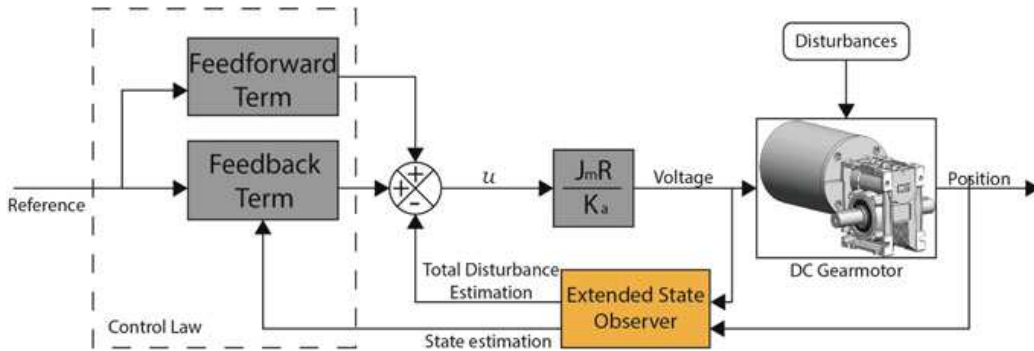 Disturbances
Feedforward
Term
Feedback
Term
+
+
-
u
JmR
Ka
Voltage
Position
Reference
DC Gearmotor
Total Disturbance
Estimation
Extended State
Observer
Control Law
State estimation